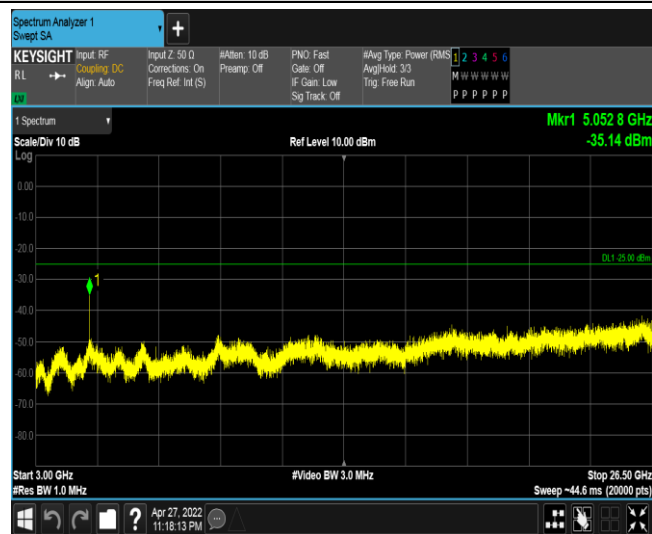 Spectrum Analyzer 1
Swept SA
+
KEYSIGHT
RL
Input: RF
Coupling: DC
Align: Auto
Input Z: 50 Ω
Corrections: On
Freq Ref: Int (S)
#Atten: 10 dB
Preamp: Off
PNO: Fast
Gate: Off
IF Gain: Low
Sig Track: Off
#Avg Type: Power (RMS
Avg|Hold: 3/3
Trig: Free Run
1 2 3 4 5 6
M W W W W W
P P P P P P
1 Spectrum
Mkr1 5.052 8 GHz
Scale/Div 10 dB
Ref Level 10.00 dBm
-35.14 dBm
Log
0.00
-10.0
-20.0
DL1 -25.00 dBm
1
-30.0
-40.0
-50.0
-60.0
-70.0
-80.0
Start 3.00 GHz
#Video BW 3.0 MHz
Stop 26.50 GHz
#Res BW 1.0 MHz
Sweep ~44.6 ms (20000 pts)
?
Apr 27, 2022
11:18:13 PM